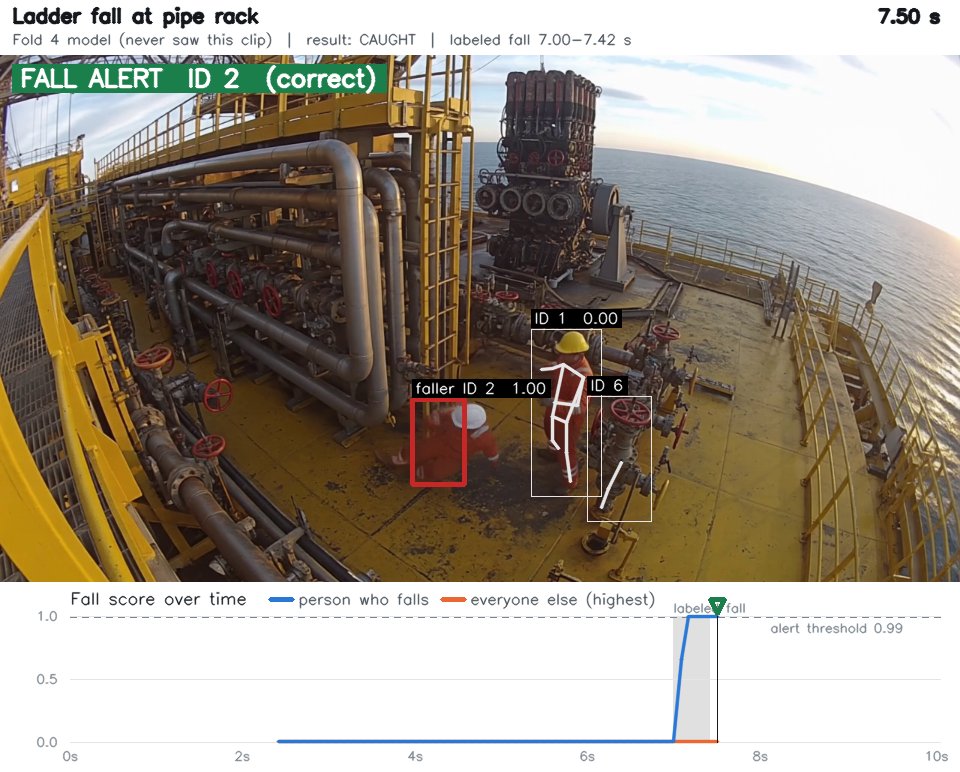 Ladder fall at pipe rack
7.50 s
Fold 4 model (never saw this clip) | result: CAUGHT | labeled fall 7.00–7.42 s
FALL ALERT ID 2 (correct)
ID 1 0.00
faller ID 2 1.00
ID 6
Fall score over time
person who falls
everyone else (highest)
labeled fall
alert threshold 0.99
1.0
0.5
0.0
0s 2s 4s 6s 8s 10s